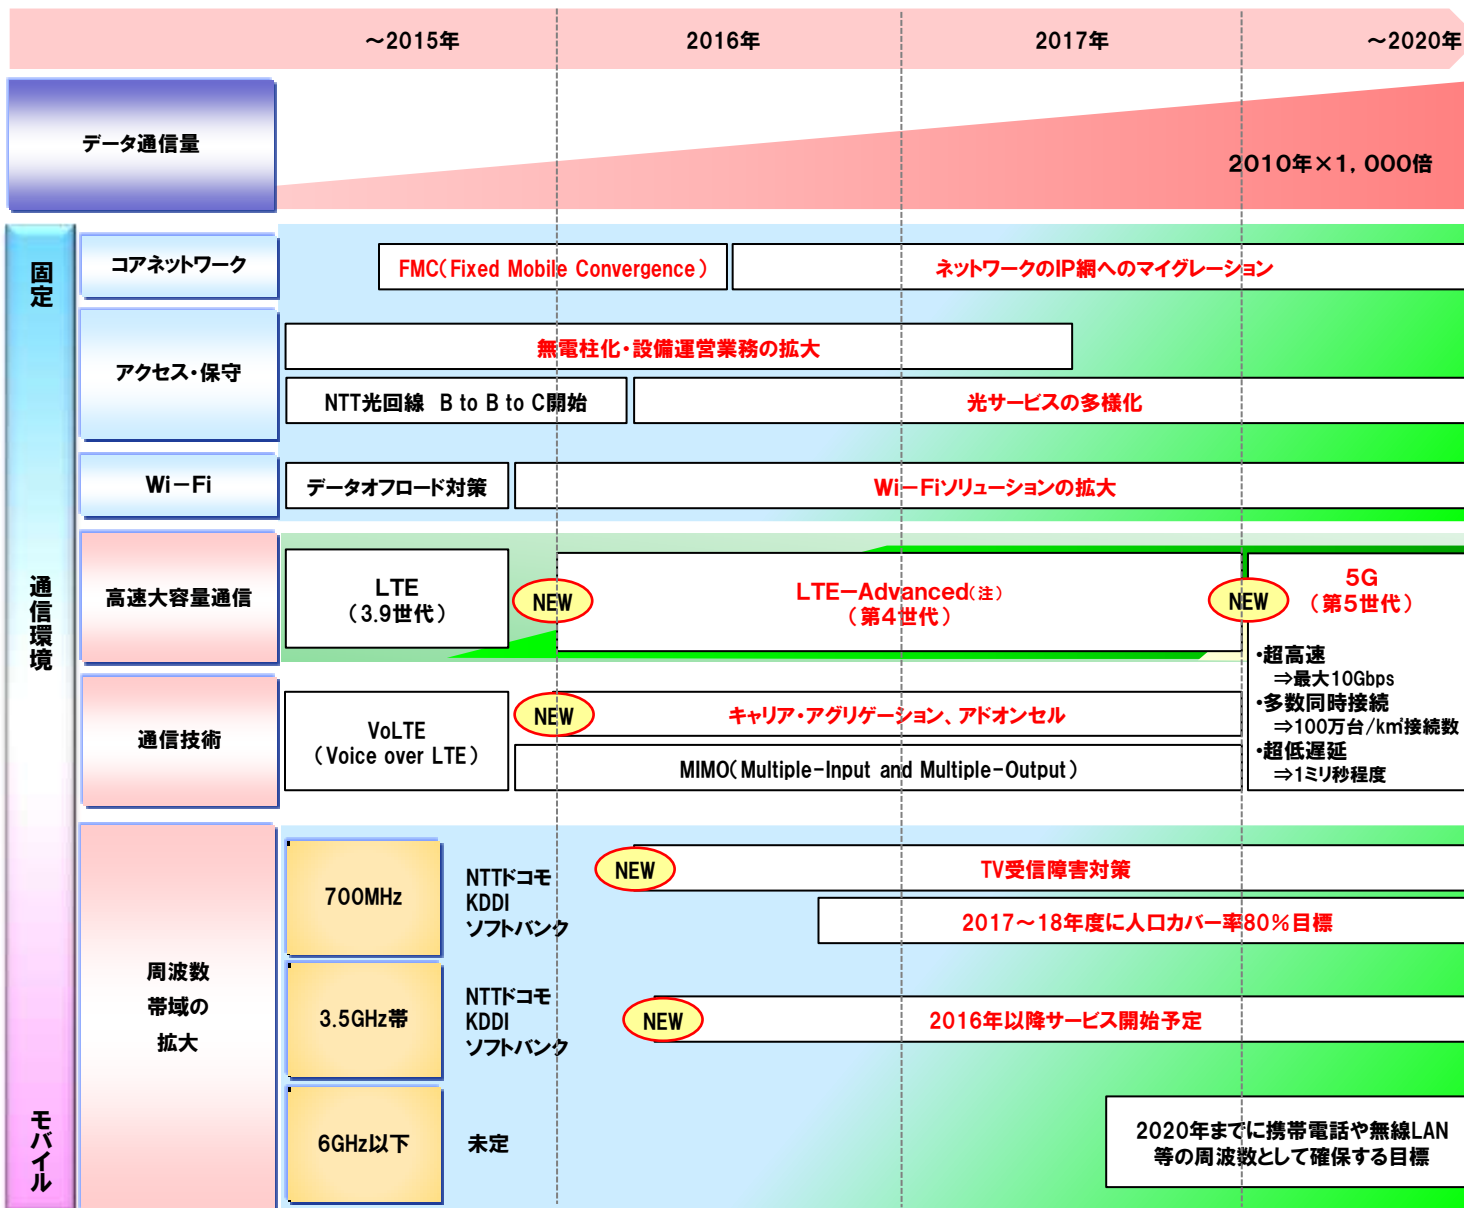 ～2015年
2016年
2017年
～2020年
データ通信量
2010年×1，000倍
固定
通信環境
モバイル
コアネットワーク
FMC（Fixed Mobile Convergence）
ネットワークのIP網へのマイグレーション
アクセス・保守
無電柱化・設備運営業務の拡大
NTT光回線 B to B to C開始
光サービスの多様化
Wi－Fi
データオフロード対策
Wi－Fiソリューションの拡大
高速大容量通信
LTE
（3.9世代）
NEW
LTE－Advanced（注）
（第4世代）
NEW
5G
（第5世代）
・超高速
⇒最大10Gbps
・多数同時接続
⇒100万台/km²接続数
・超低遅延
⇒1ミリ秒程度
通信技術
VoLTE
（Voice over LTE）
NEW
キャリア・アグリゲーション、アドオンセル
MIMO（Multiple-Input and Multiple-Output）
周波数
帯域の
拡大
700MHz
NTTドコモ
KDDI
ソフトバンク
NEW
TV受信障害対策
2017～18年度に人口カバー率80％目標
3.5GHz帯
NTTドコモ
KDDI
ソフトバンク
NEW
2016年以降サービス開始予定
6GHz以下
未定
2020年までに携帯電話や無線LAN
等の周波数として確保する目標